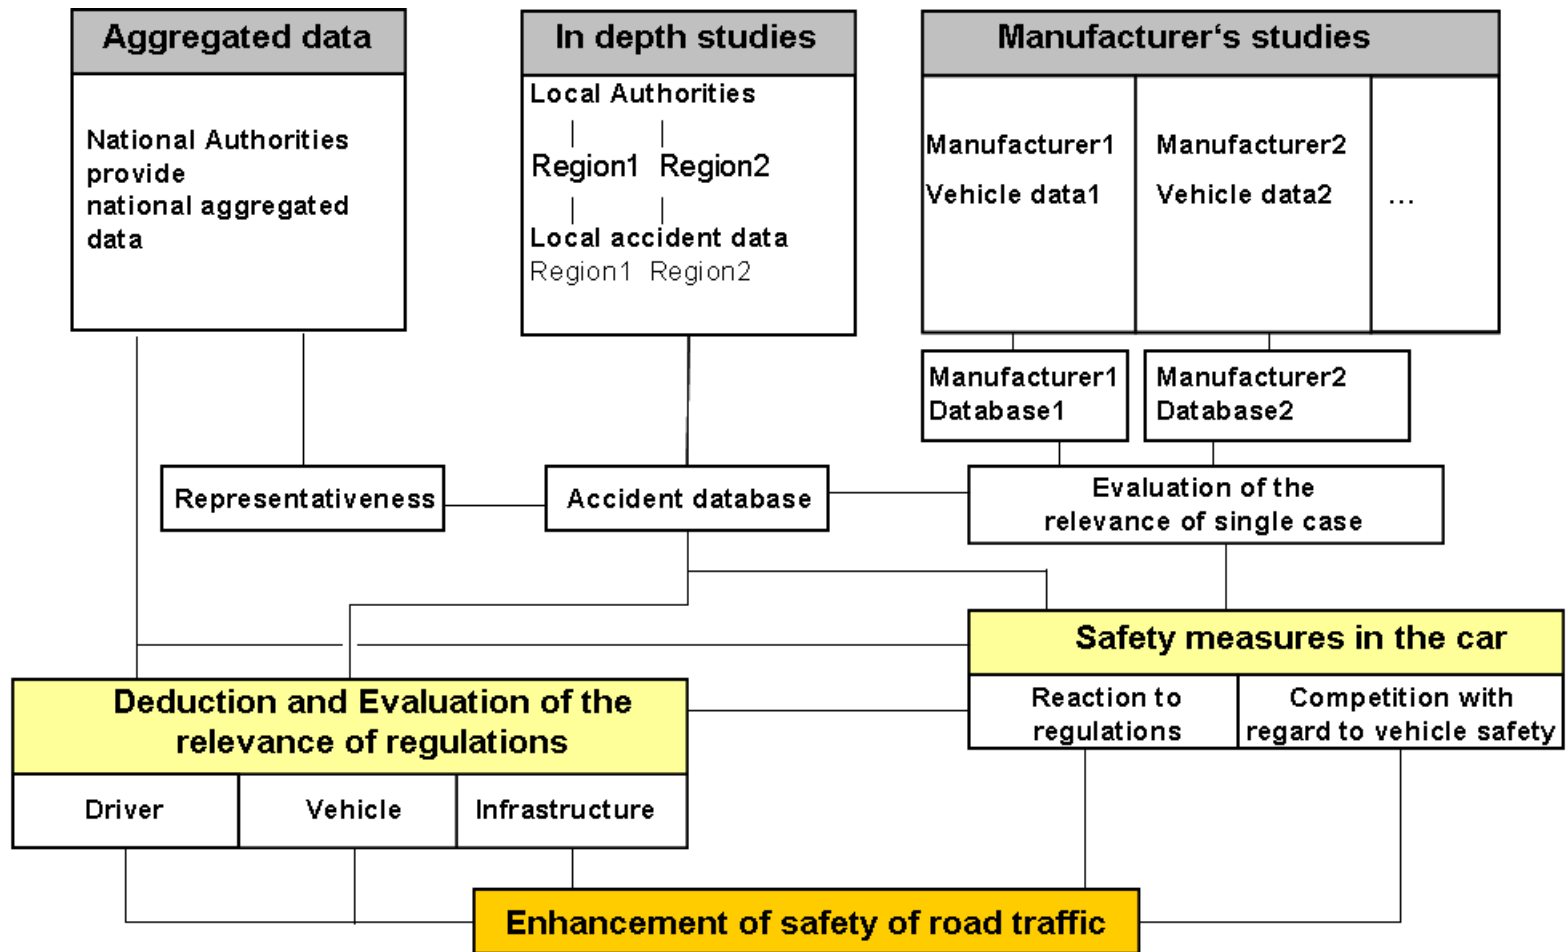 Aggregated data
National Authorities
provide
national aggregated
data
In depth studies
Local Authorities
Region1 Region2
Local accident data
Region1 Region2
Manufacturer‘s studies
Manufacturer1
Vehicle data1
Manufacturer2
Vehicle data2
...
Manufacturer1
Database1
Manufacturer2
Database2
Representativeness
Accident database
Evaluation of the
relevance of single case
Safety measures in the car
Reaction to
regulations
Competition with
regard to vehicle safety
Deduction and Evaluation of the
relevance of regulations
Driver
Vehicle
Infrastructure
Enhancement of safety of road traffic